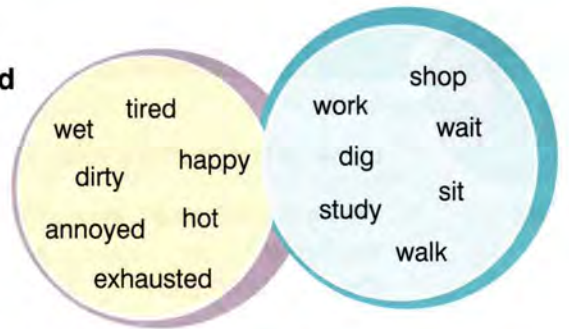 d
tired
wet
happy
dirty
hot
annoyed
exhausted
shop
work
wait
dig
sit
study
walk